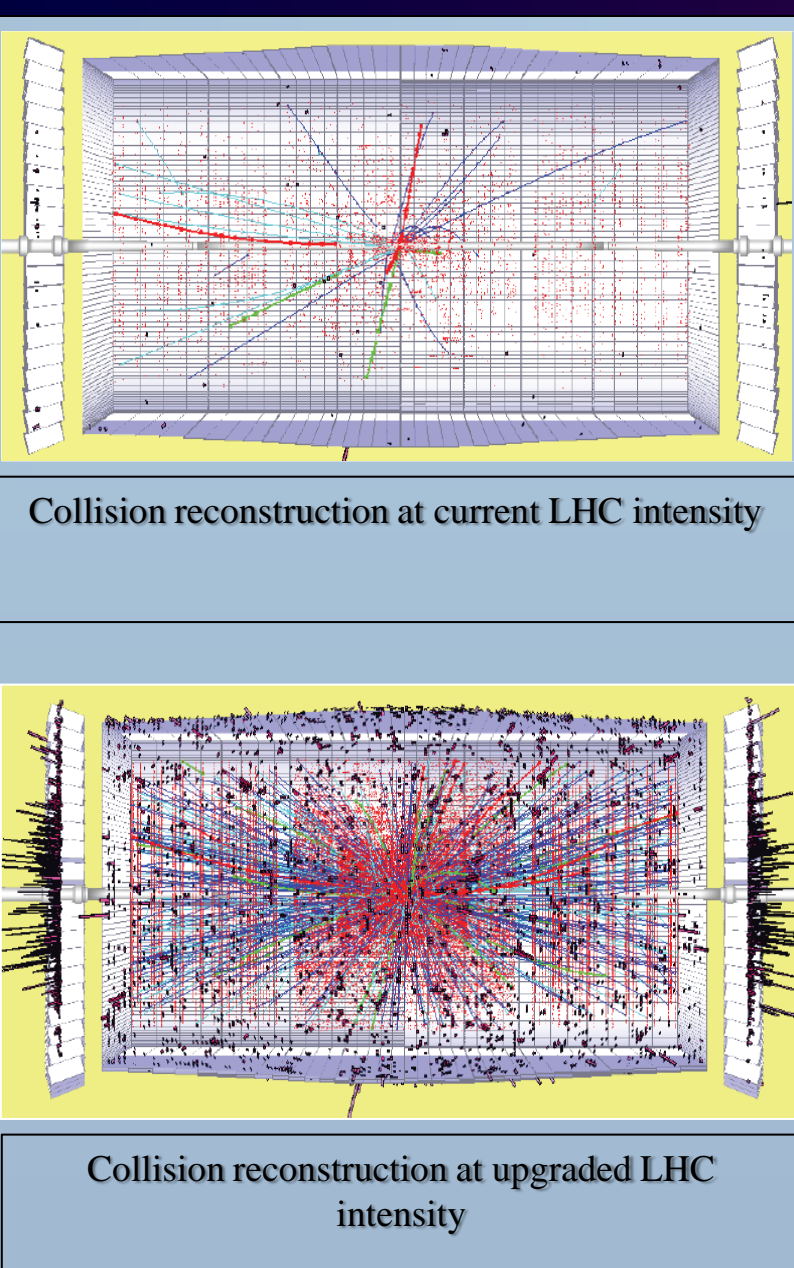 Collision reconstruction at current LHC intensity
Collision reconstruction at upgraded LHC
intensity